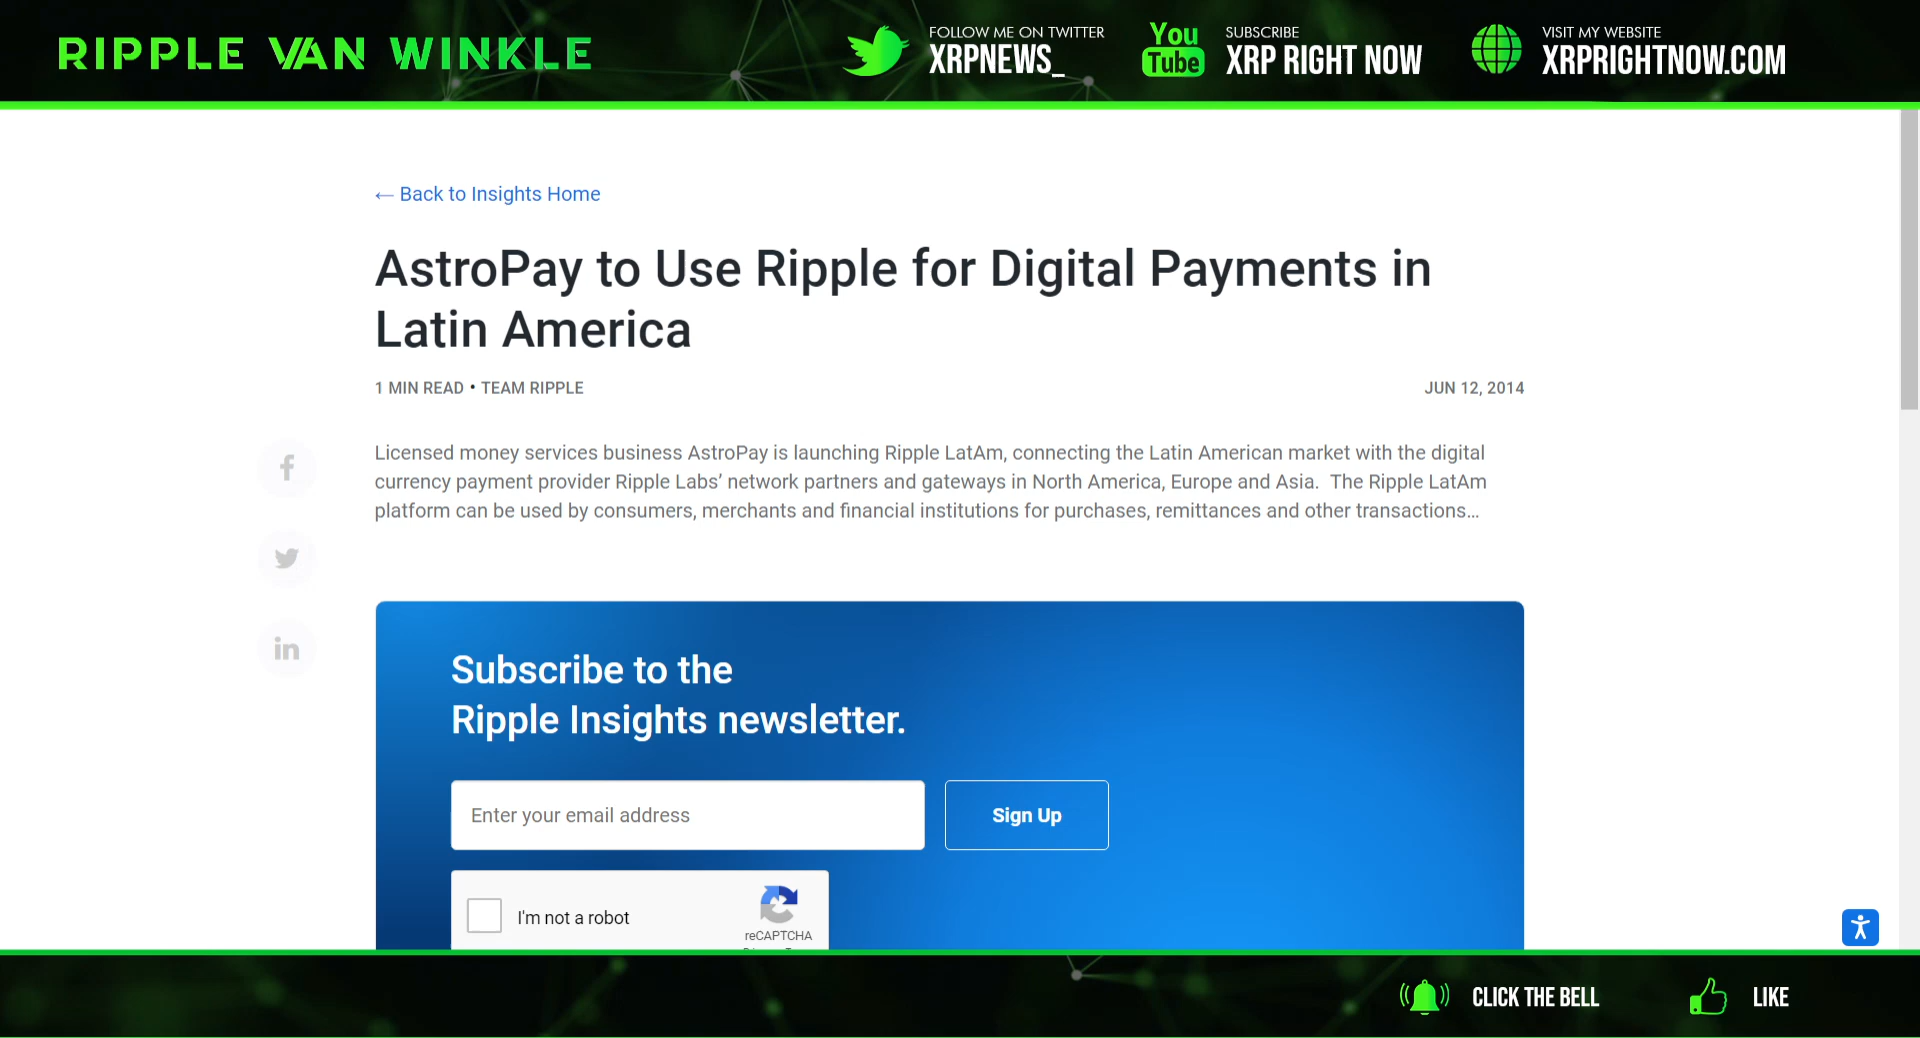 RIPPLE VAN WINKLE
FOLLOW ME ON TWITTER
XRPNEWS_
You
Tube
SUBSCRIBE
XRP RIGHT NOW
VISIT MY WEBSITE
XRPRIGHTNOW.COM
← Back to Insights Home
AstroPay to Use Ripple for Digital Payments in
Latin America
1 MIN READ • TEAM RIPPLE
JUN 12, 2014
Licensed money services business AstroPay is launching Ripple LatAm, connecting the Latin American market with the digital
currency payment provider Ripple Labs’ network partners and gateways in North America, Europe and Asia.  The Ripple LatAm
platform can be used by consumers, merchants and financial institutions for purchases, remittances and other transactions…
f
in
Subscribe to the
Ripple Insights newsletter.
Enter your email address
Sign Up
I'm not a robot
reCAPTCHA
CLICK THE BELL
LIKE